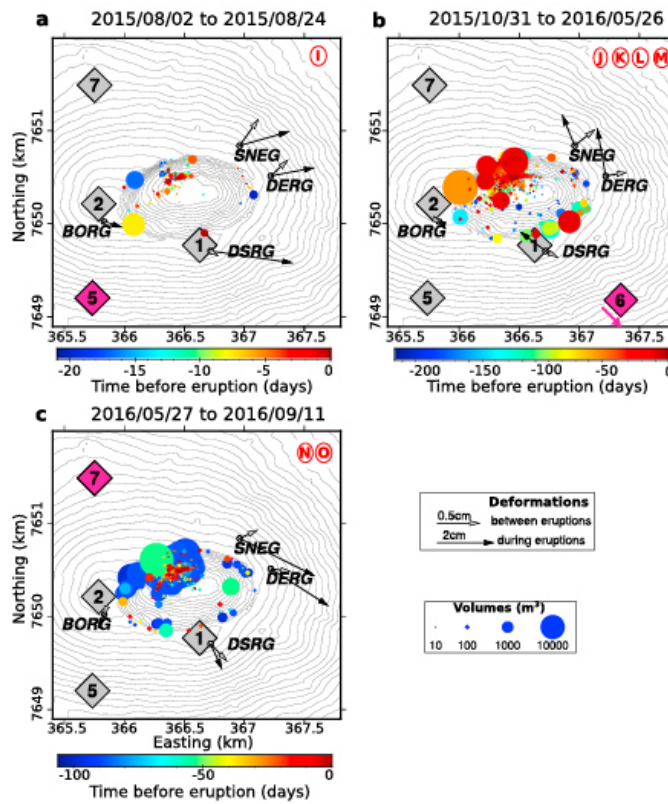 a 2015/08/02 to 2015/08/24
I
7
2
1
5
SNEG
DERG
BORG
DSRG
Northing (km)
7651
7650
7649
365.5 366 366.5 367 367.5
-20 -15 -10 -5 0
Time before eruption (days)
b 2015/10/31 to 2016/05/26
J K L M
7
2
1
5
6
SNEG
DERG
BORG
DSRG
7651
7650
7649
365.5 366 366.5 367 367.5
-200 -150 -100 -50 0
Time before eruption (days)
c 2016/05/27 to 2016/09/11
N O
7
2
1
5
SNEG
DERG
BORG
DSRG
Northing (km)
7651
7650
7649
365.5 366 366.5 367 367.5
Easting (km)
-100 -50 0
Time before eruption (days)
Deformations
0.5cm between eruptions
2cm during eruptions
Volumes (m³)
10 100 1000 10000